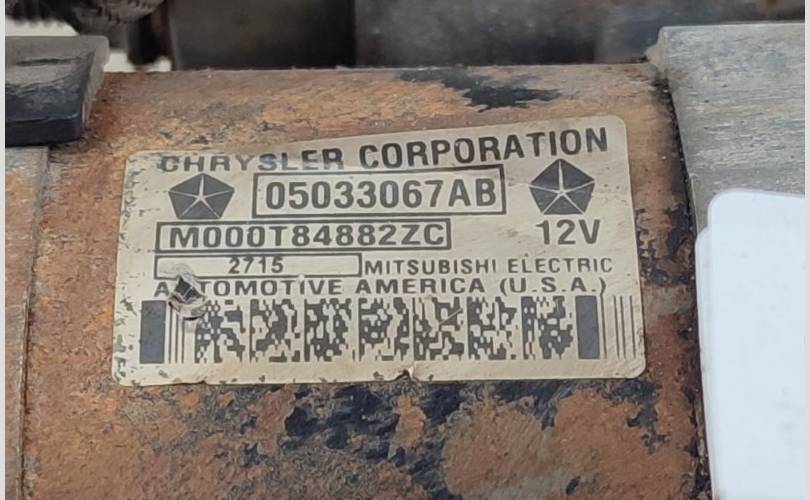 CHRYSLER CORPORATION
05033067AB
M000T84882ZC 12V
2715 MITSUBISHI ELECTRIC
AUTOMOTIVE AMERICA (U.S.A.)